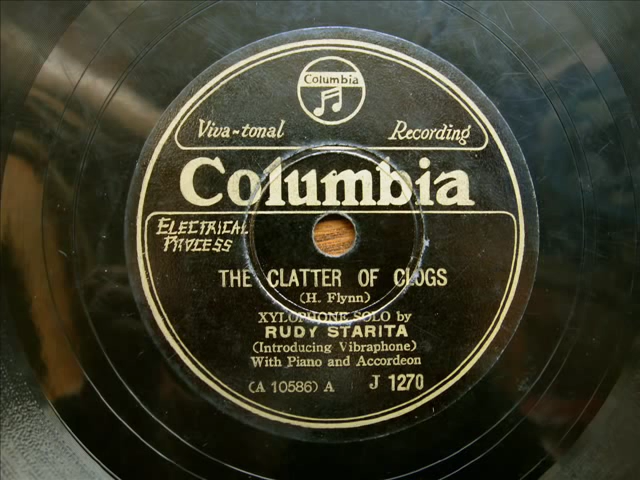 Columbia
Viva-tonal Recording
Columbia
ELECTRICAL
PROCESS
THE CLATTER OF CLOGS
(H. Flynn)
XYLOPHONE SOLO by
RUDY STARITA
(Introducing Vibraphone)
With Piano and Accordeon
(A 10586) A J 1270